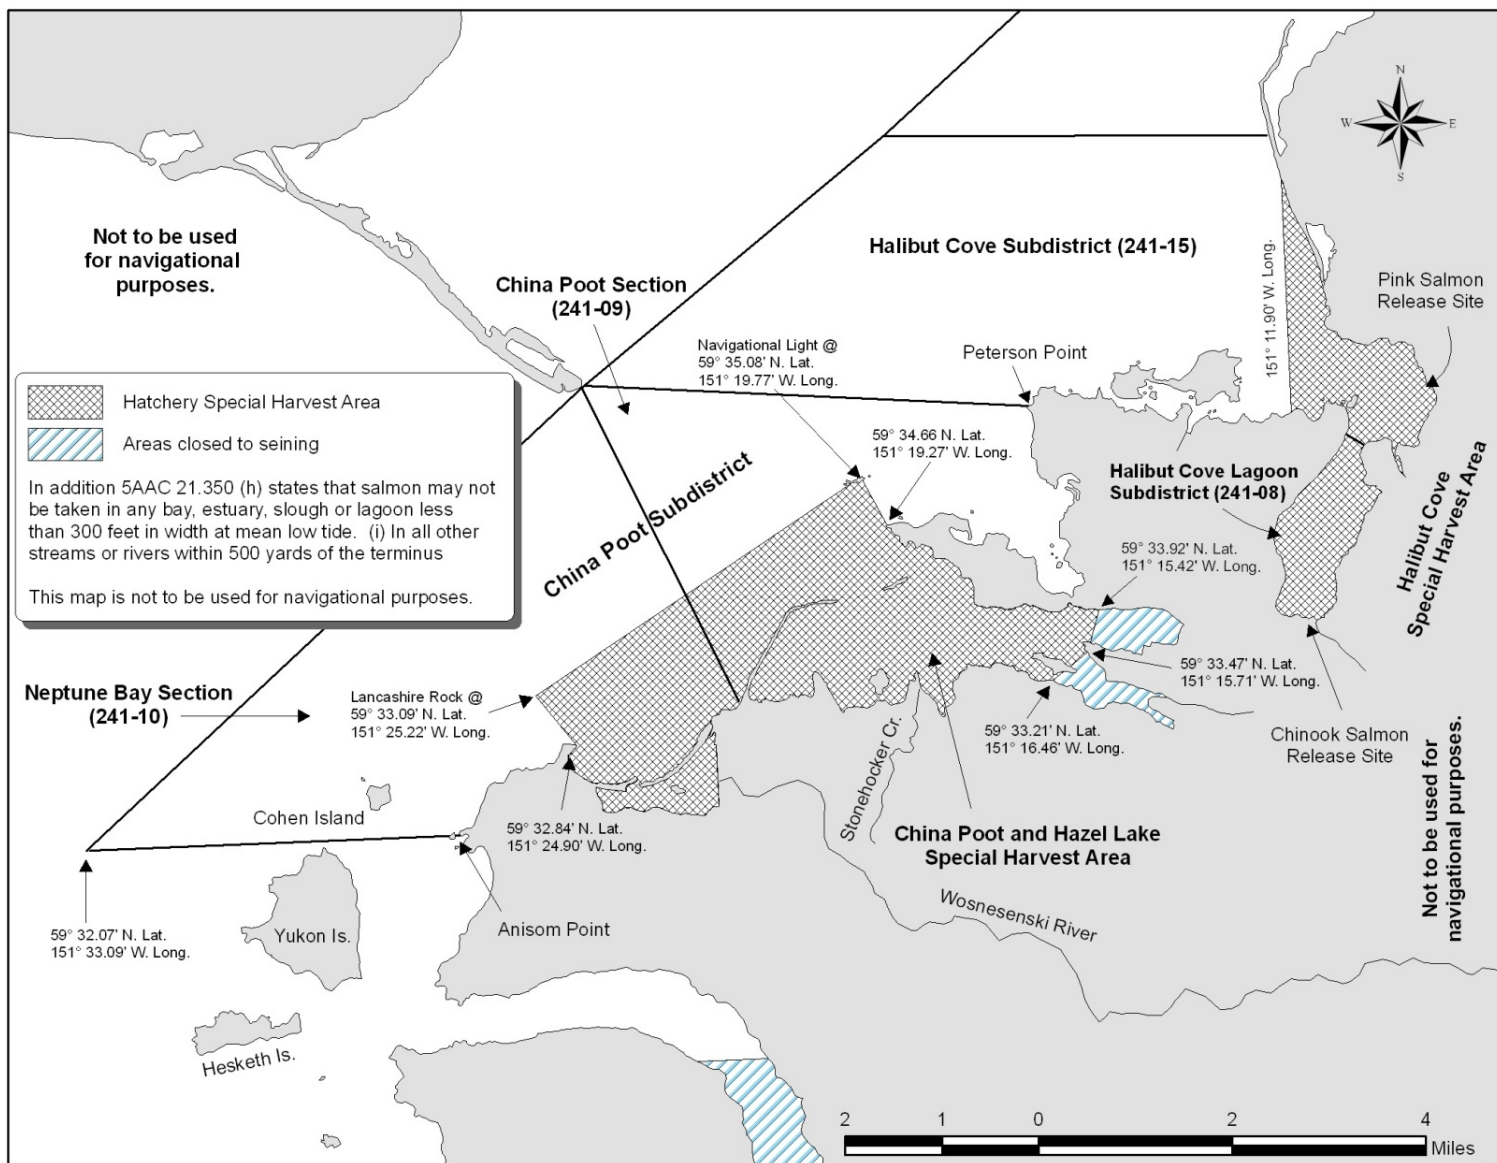 N
W
E
S
Not to be used
for navigational
purposes.
Halibut Cove Subdistrict (241-15)
151° 11.90' W. Long.
Pink Salmon
Release Site
China Poot Section
(241-09)
Navigational Light @
59° 35.08' N. Lat.
151° 19.77' W. Long.
Peterson Point
Hatchery Special Harvest Area
Areas closed to seining
In addition 5AAC 21.350 (h) states that salmon may not
be taken in any bay, estuary, slough or lagoon less
than 300 feet in width at mean low tide. (i) In all other
streams or rivers within 500 yards of the terminus
This map is not to be used for navigational purposes.
59° 34.66 N. Lat.
151° 19.27' W. Long.
Halibut Cove Lagoon
Subdistrict (241-08)
Halibut Cove
Special Harvest Area
China Poot Subdistrict
59° 33.92' N. Lat.
151° 15.42' W. Long.
59° 33.47' N. Lat.
151° 15.71' W. Long.
Neptune Bay Section
(241-10)
Lancashire Rock @
59° 33.09' N. Lat.
151° 25.22' W. Long.
59° 33.21' N. Lat.
151° 16.46' W. Long.
Chinook Salmon
Release Site
Not to be used for
navigational purposes.
Stonehocker Cr.
Cohen Island
59° 32.84' N. Lat.
151° 24.90' W. Long.
China Poot and Hazel Lake
Special Harvest Area
Wosnesenski River
59° 32.07' N. Lat.
151° 33.09' W. Long.
Yukon Is.
Anisom Point
Hesketh Is.
2 1 0 2 4
Miles